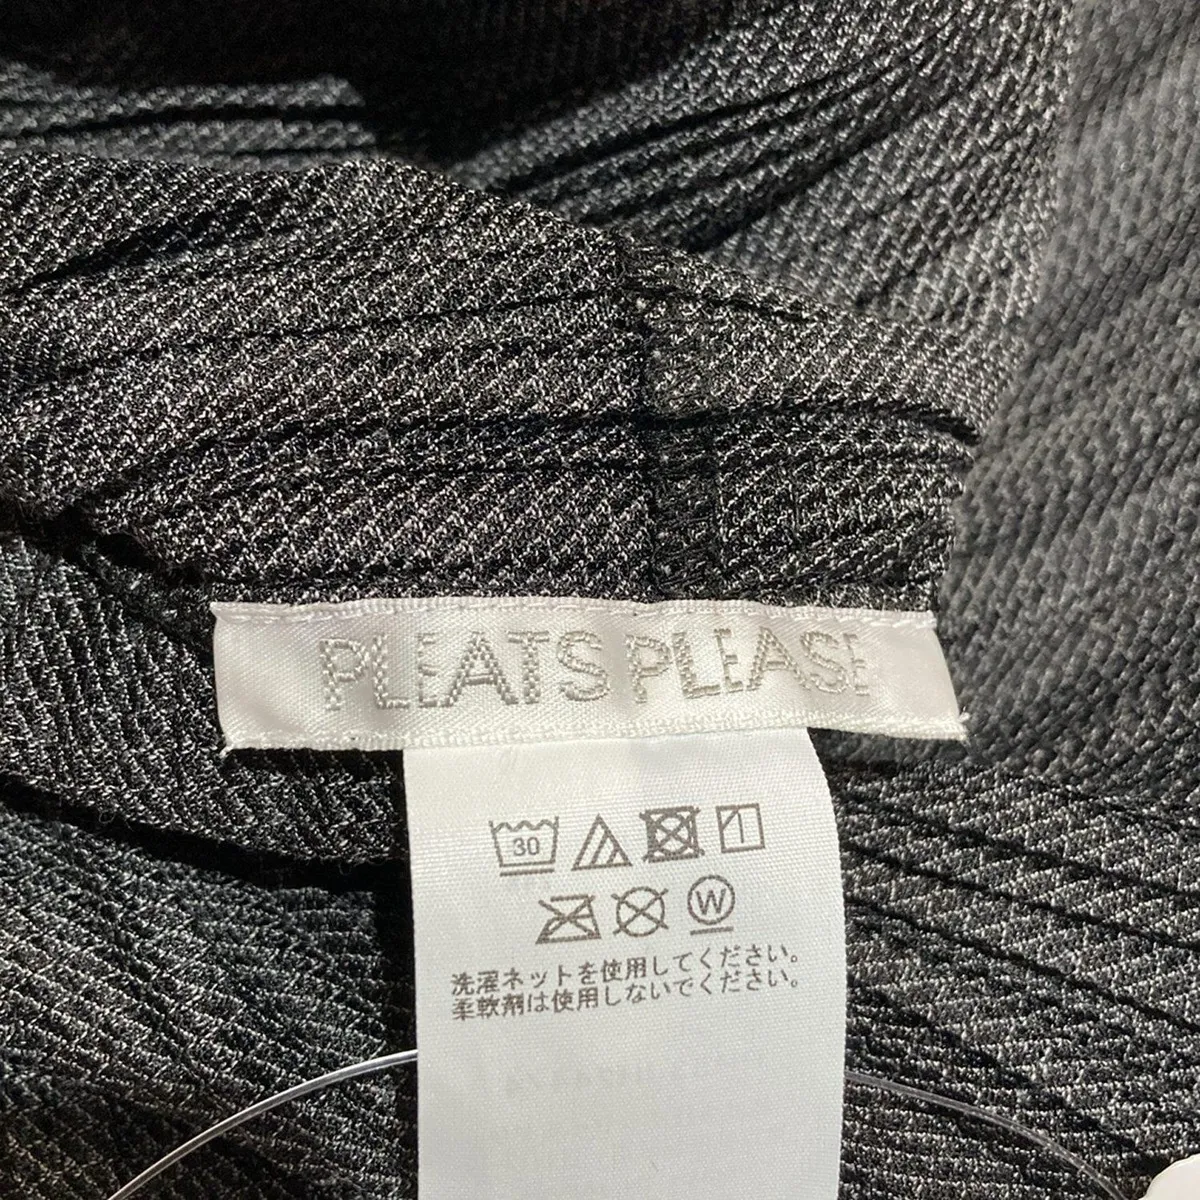 PLEATS PLEASE
30
W
洗濯ネットを使用してください。
柔軟剤は使用しないでください。